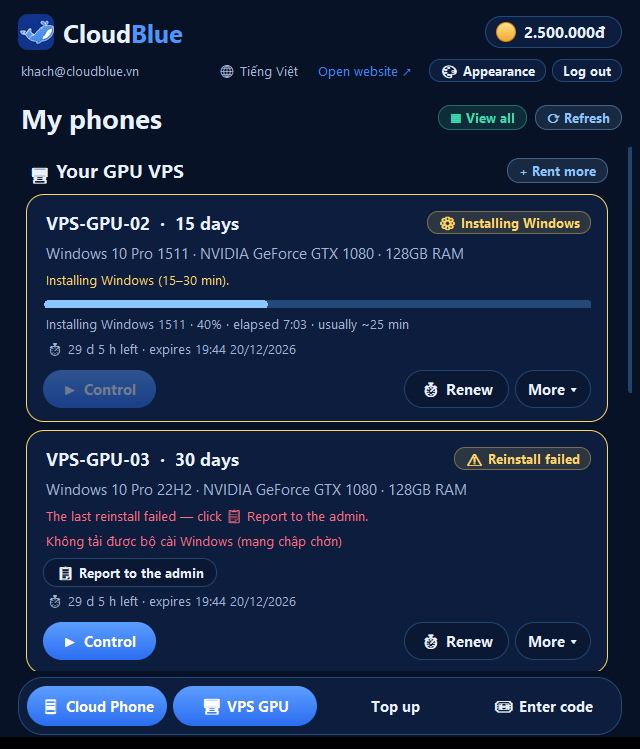 CloudBlue
2.500.000đ
khach@cloudblue.vn
Tiếng Việt
Open website ↗
Appearance
Log out
My phones
View all
Refresh
Your GPU VPS
+ Rent more
VPS-GPU-02 · 15 days
Installing Windows
Windows 10 Pro 1511 · NVIDIA GeForce GTX 1080 · 128GB RAM
Installing Windows (15–30 min).
Installing Windows 1511 · 40% · elapsed 7:03 · usually ~25 min
29 d 5 h left · expires 19:44 20/12/2026
Control
Renew
More
VPS-GPU-03 · 30 days
Reinstall failed
Windows 10 Pro 22H2 · NVIDIA GeForce GTX 1080 · 128GB RAM
The last reinstall failed — click Report to the admin.
Không tải được bộ cài Windows (mạng chập chờn)
Report to the admin
29 d 5 h left · expires 19:44 20/12/2026
Control
Renew
More
Cloud Phone
VPS GPU
Top up
Enter code